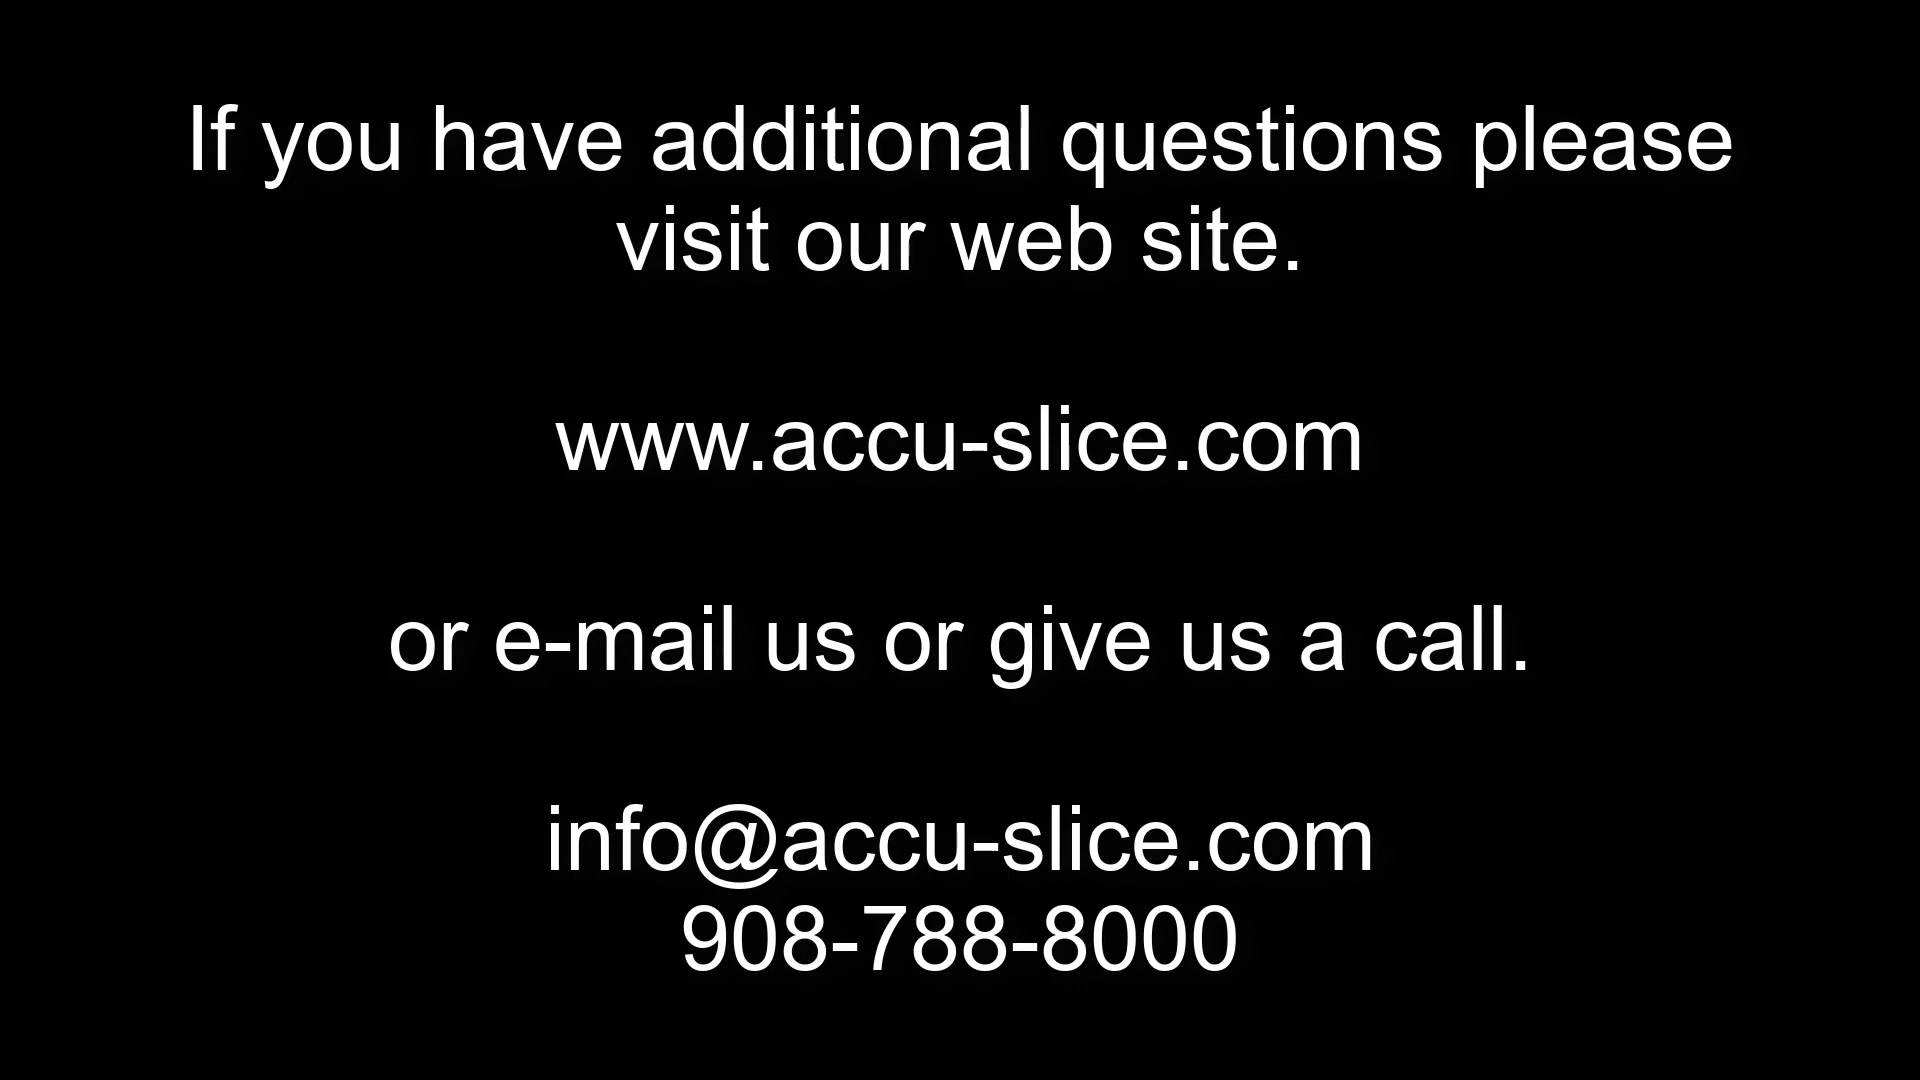 If you have additional questions please
visit our web site.
www.accu-slice.com
or e-mail us or give us a call.
info@accu-slice.com
908-788-8000